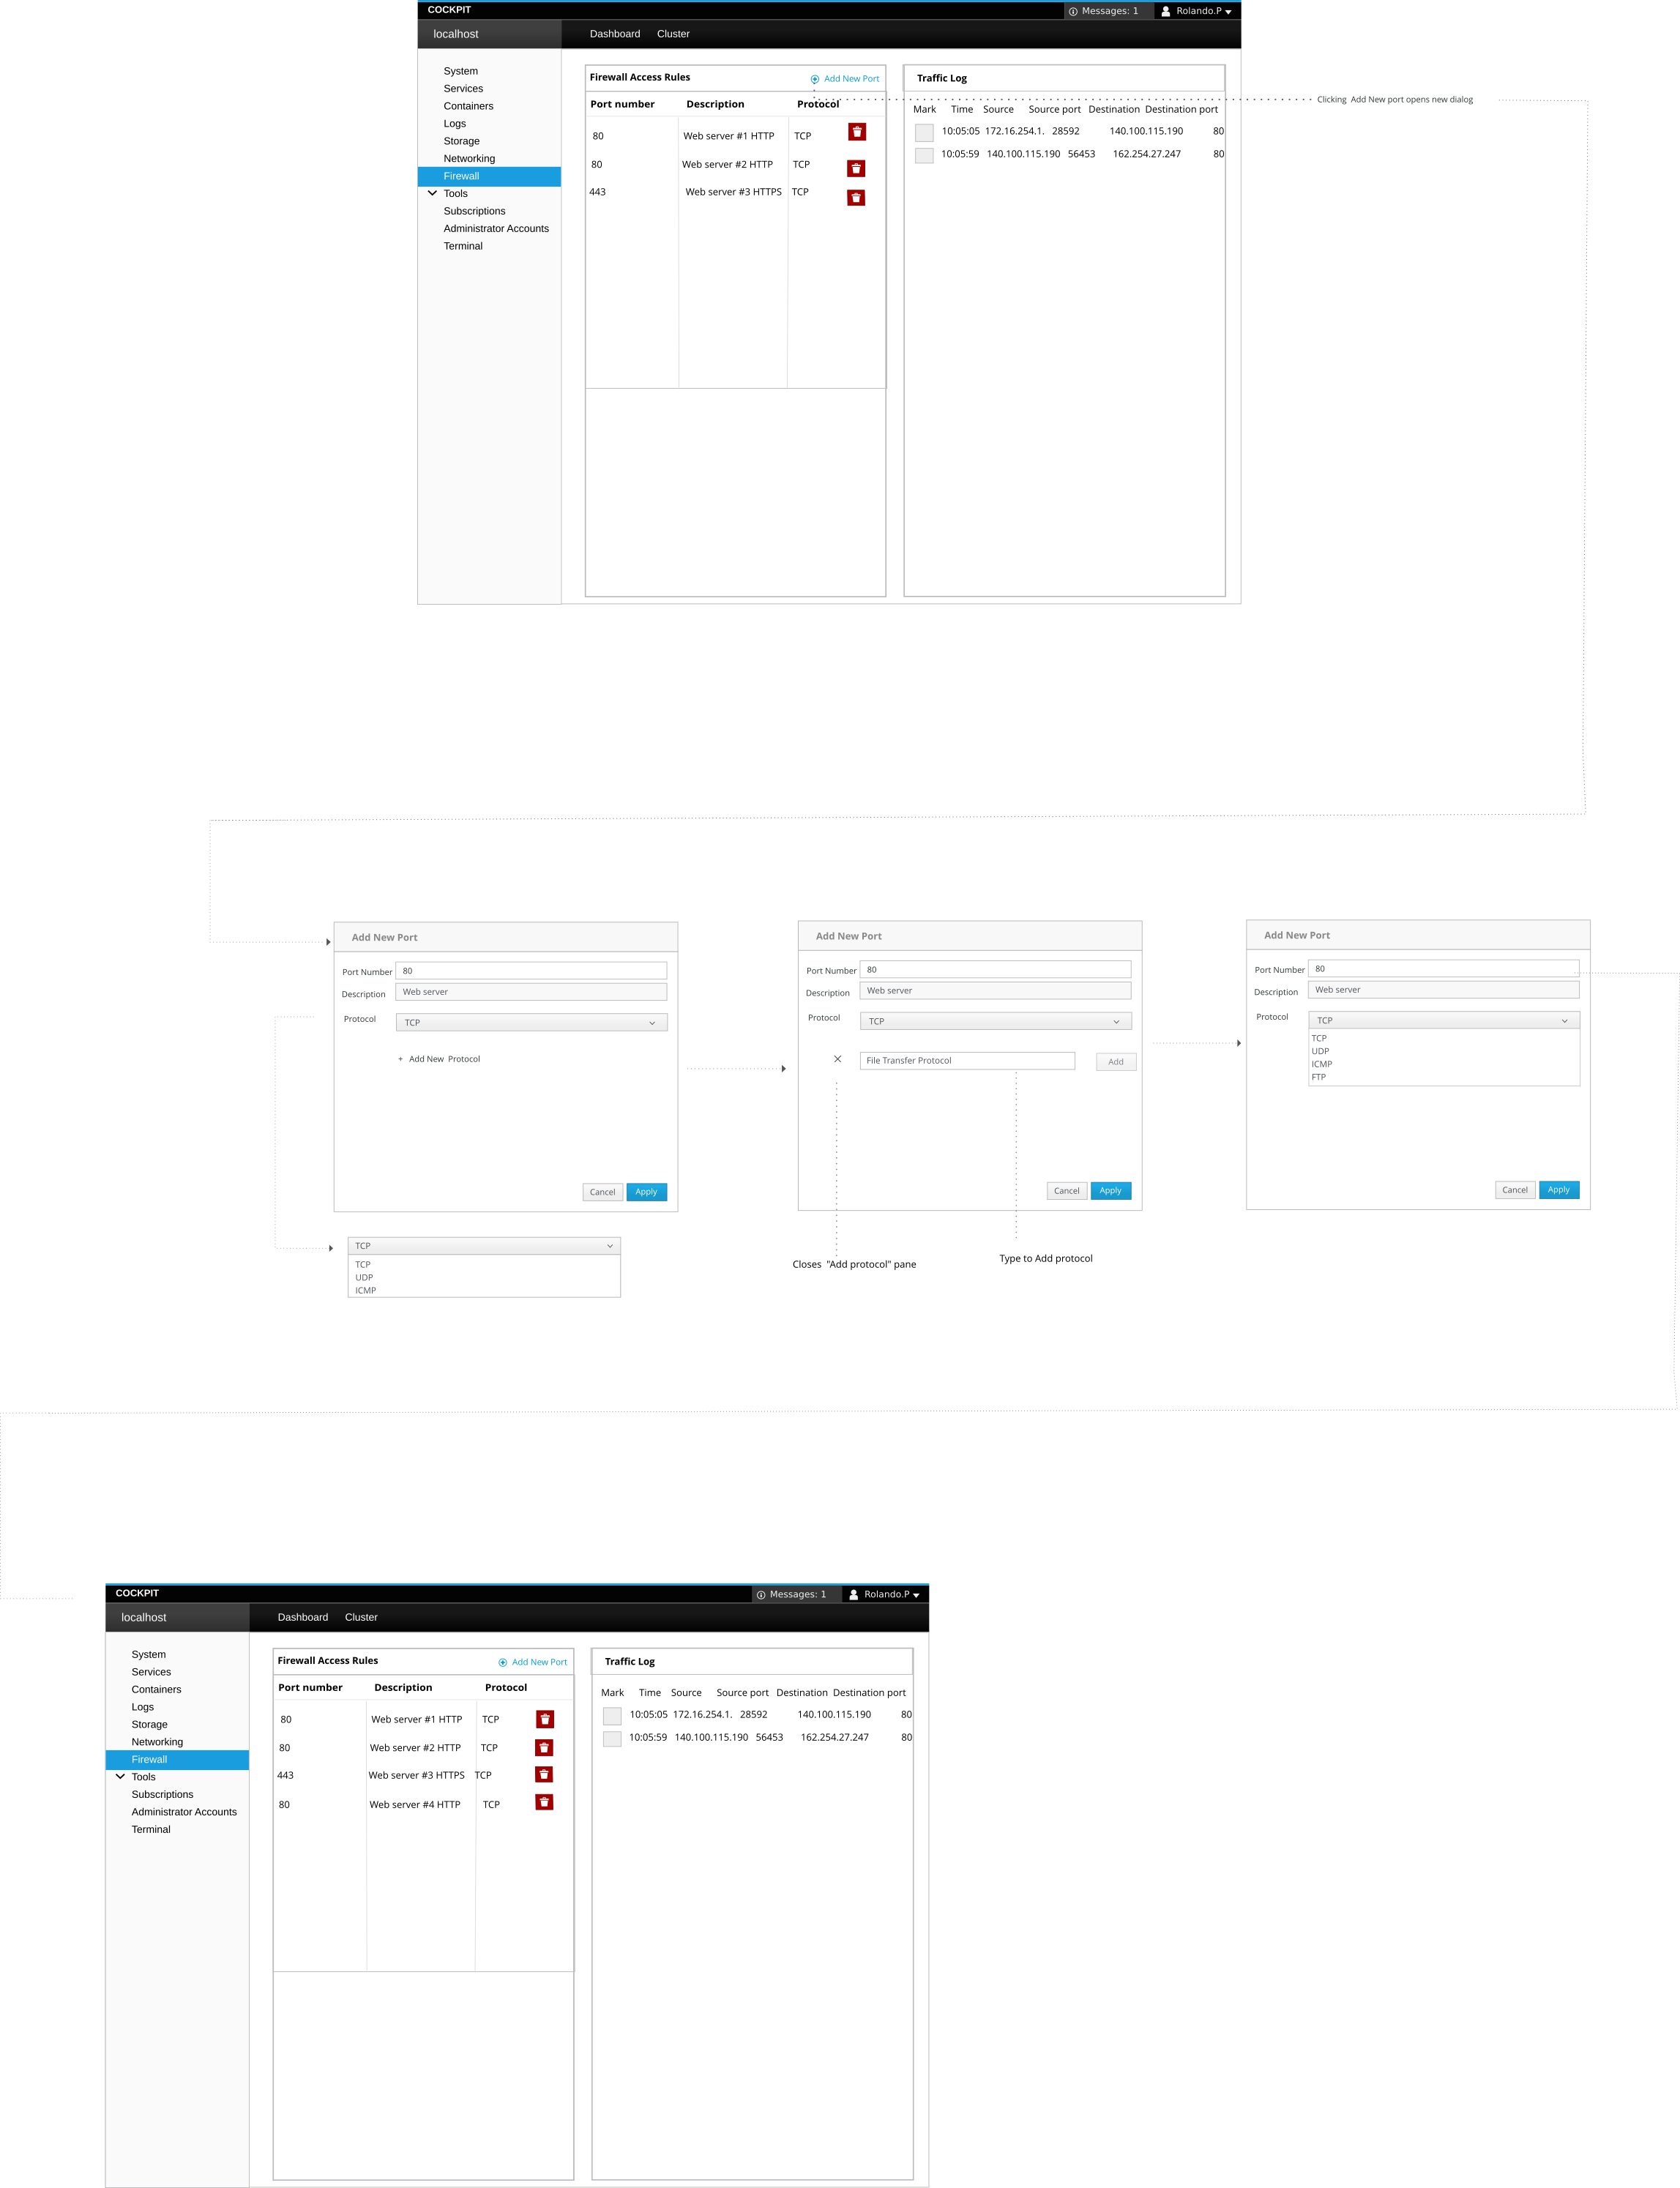 COCKPIT Messages: 1 Rolando.P
localhost Dashboard Cluster
System
Services
Containers
Logs
Storage
Networking
Firewall
Tools
Subscriptions
Administrator Accounts
Terminal
Firewall Access Rules Add New Port
Port number Description Protocol
80 Web server #1 HTTP TCP
80 Web server #2 HTTP TCP
443 Web server #3 HTTPS TCP
Traffic Log
Mark Time Source Source port Destination Destination port
10:05:05 172.16.254.1. 28592 140.100.115.190 80
10:05:59 140.100.115.190 56453 162.254.27.247 80
Clicking Add New port opens new dialog
Add New Port
Port Number 80
Description Web server
Protocol TCP
+ Add New Protocol
Cancel Apply
TCP
TCP
UDP
ICMP
Add New Port
Port Number 80
Description Web server
Protocol TCP
File Transfer Protocol Add
Cancel Apply
Closes "Add protocol" pane
Type to Add protocol
Add New Port
Port Number 80
Description Web server
Protocol TCP
TCP
UDP
ICMP
FTP
Cancel Apply
COCKPIT Messages: 1 Rolando.P
localhost Dashboard Cluster
System
Services
Containers
Logs
Storage
Networking
Firewall
Tools
Subscriptions
Administrator Accounts
Terminal
Firewall Access Rules Add New Port
Port number Description Protocol
80 Web server #1 HTTP TCP
80 Web server #2 HTTP TCP
443 Web server #3 HTTPS TCP
80 Web server #4 HTTP TCP
Traffic Log
Mark Time Source Source port Destination Destination port
10:05:05 172.16.254.1. 28592 140.100.115.190 80
10:05:59 140.100.115.190 56453 162.254.27.247 80